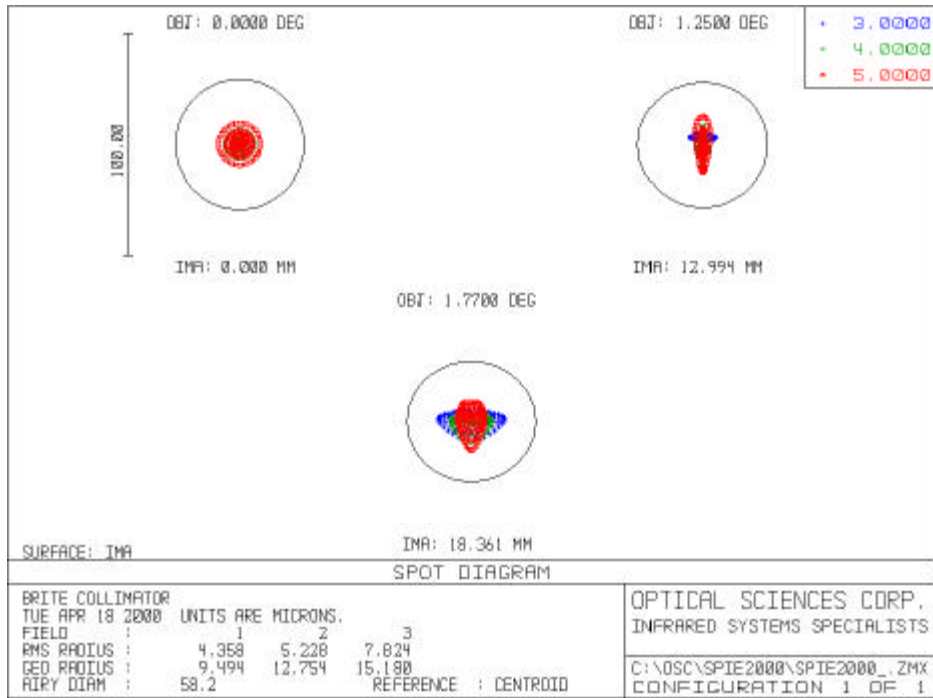 OBJ: 0.0000 DEG
OBJ: 1.2500 DEG
3.0000
4.0000
5.0000
100.00
IMA: 0.000 MM
IMA: 12.994 MM
OBJ: 1.7700 DEG
IMA: 18.361 MM
SURFACE: IMA
SPOT DIAGRAM
BRITE COLLIMATOR
TUE APR 18 2000 UNITS ARE MICRONS.
FIELD : 1 2 3
RMS RADIUS : 4.358 5.228 7.824
GEO RADIUS : 9.494 12.754 15.180
AIRY DIAM : 58.2 REFERENCE : CENTROID
OPTICAL SCIENCES CORP.
INFRARED SYSTEMS SPECIALISTS
C:\OSC\SPIE2000\SPIE2000_.ZMX
CONFIGURATION 1 OF 1